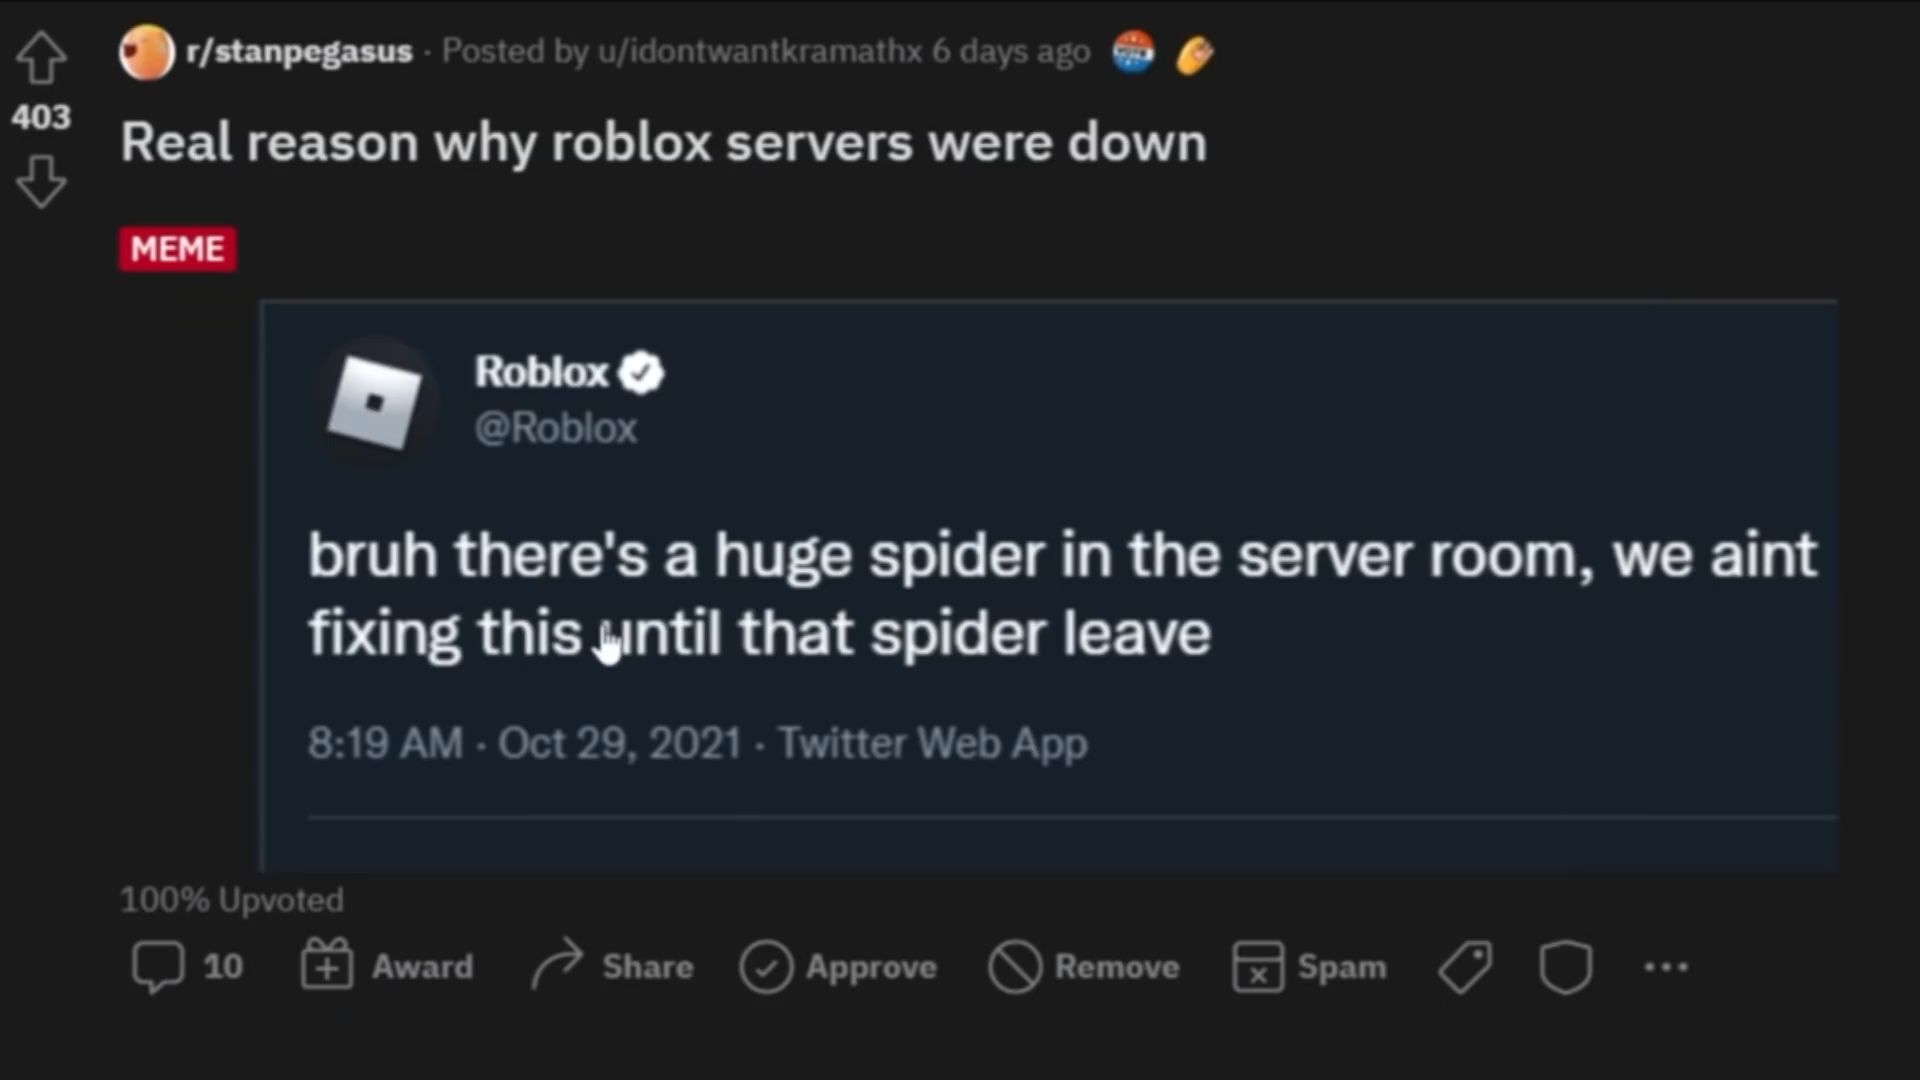 r/stanpegasus · Posted by u/idontwantkramathx 6 days ago
403
Real reason why roblox servers were down
MEME
Roblox
@Roblox
bruh there's a huge spider in the server room, we aint
fixing this until that spider leave
8:19 AM · Oct 29, 2021 · Twitter Web App
100% Upvoted
10 Award Share Approve Remove Spam